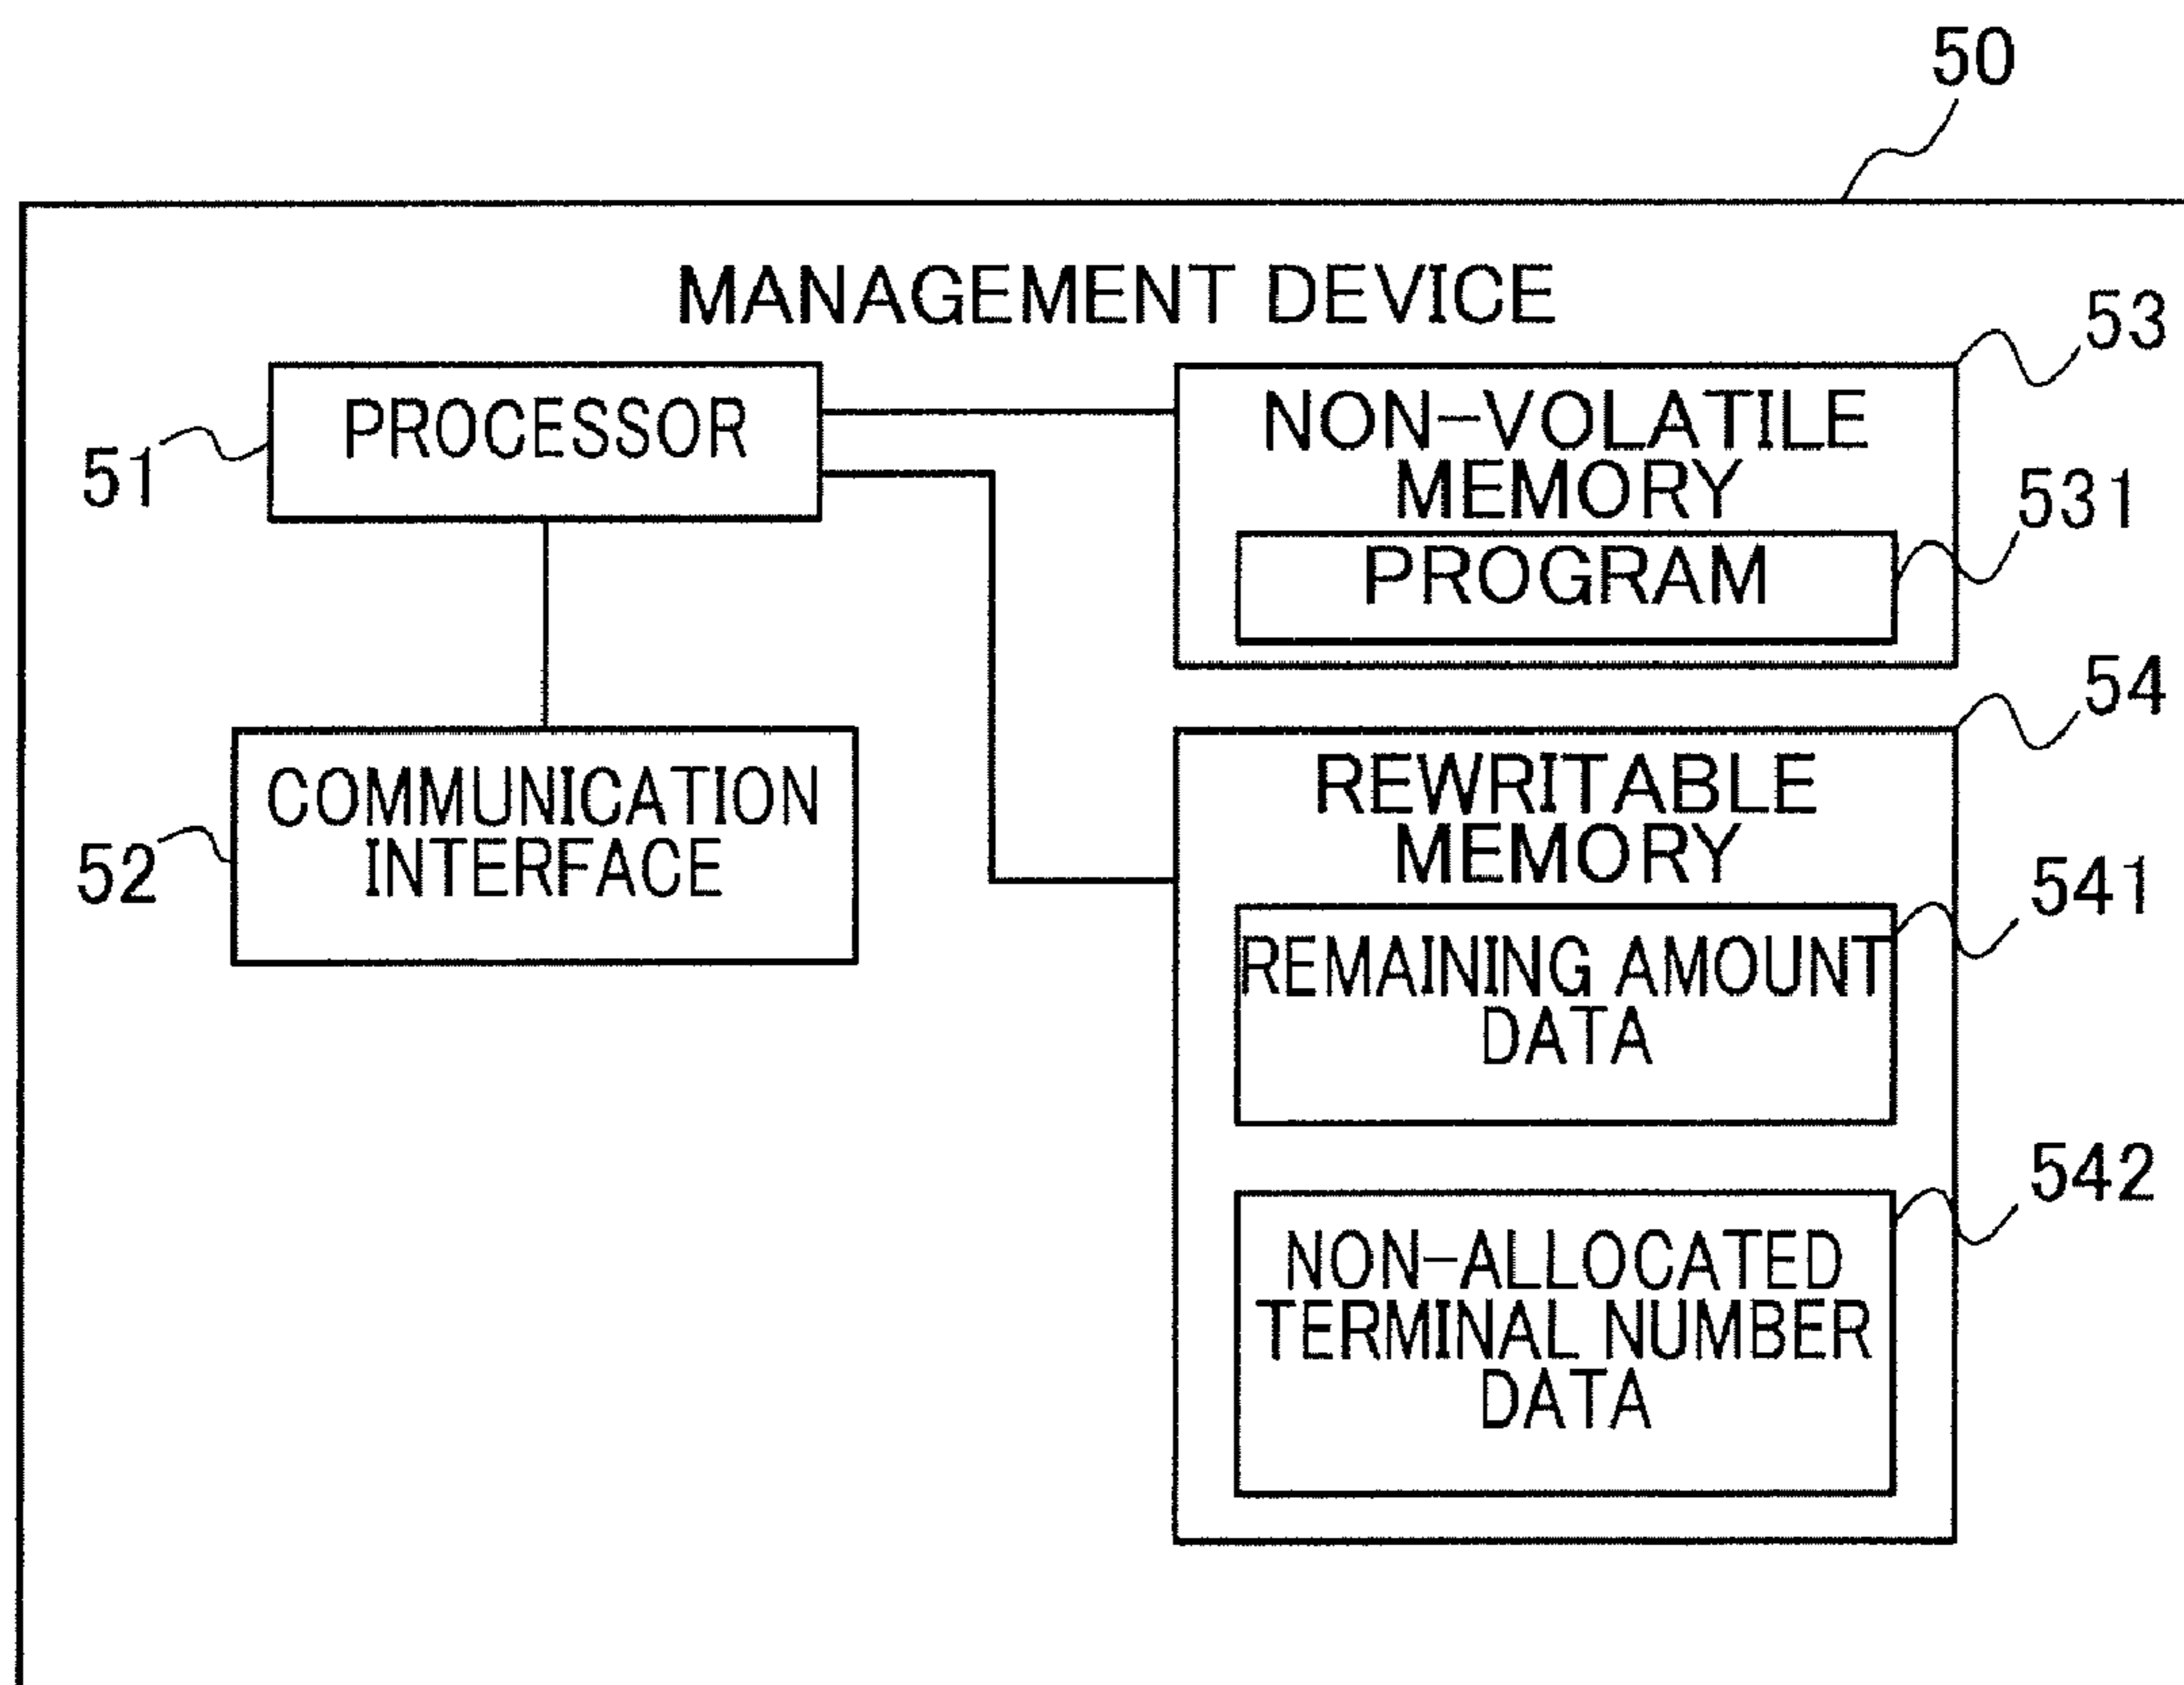 50
MANAGEMENT DEVICE
53
PROCESSOR
51
NON-VOLATILE
MEMORY
531
PROGRAM
54
COMMUNICATION
INTERFACE
52
REWRITABLE
MEMORY
541
REMAINING AMOUNT
DATA
542
NON-ALLOCATED
TERMINAL NUMBER
DATA